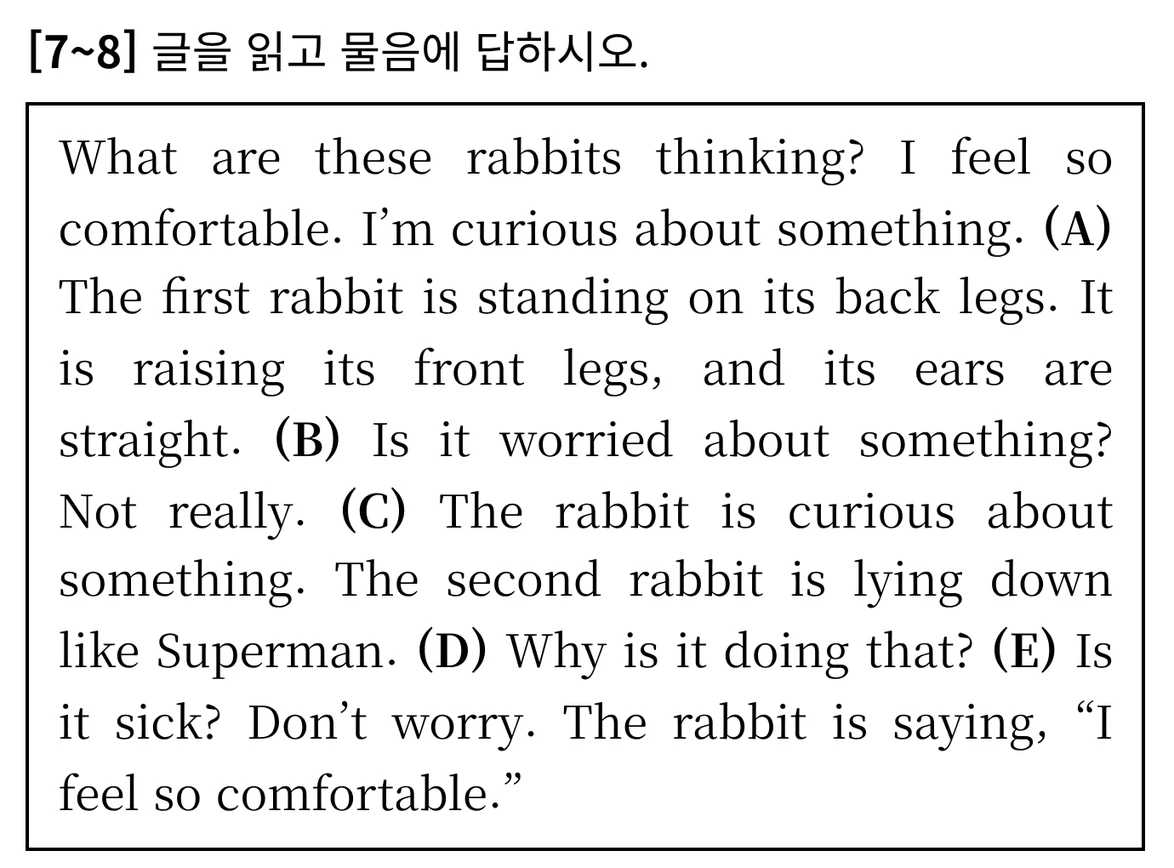 [7~8] 글을 읽고 물음에 답하시오.
What are these rabbits thinking? I feel so
comfortable. I’m curious about something. (A)
The first rabbit is standing on its back legs. It
is raising its front legs, and its ears are
straight. (B) Is it worried about something?
Not really. (C) The rabbit is curious about
something. The second rabbit is lying down
like Superman. (D) Why is it doing that? (E) Is
it sick? Don’t worry. The rabbit is saying, “I
feel so comfortable.”